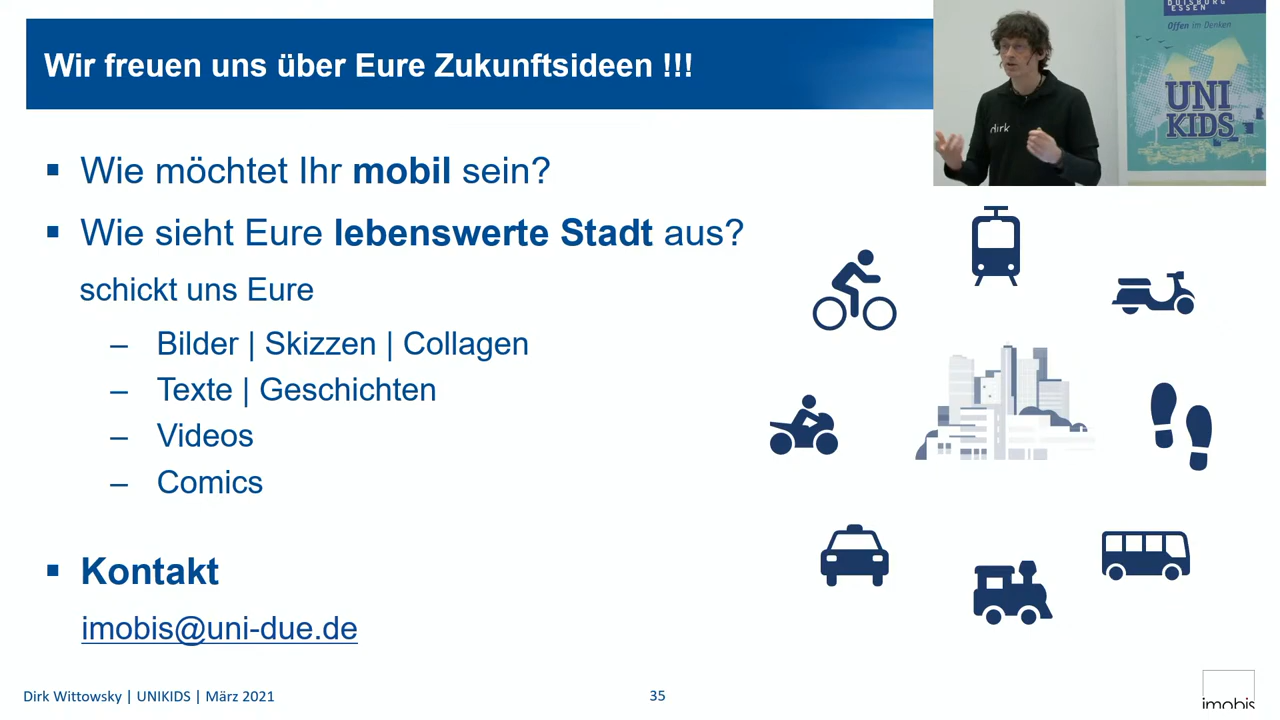 Wir freuen uns über Eure Zukunftsideen !!!
DUISBURG
ESSEN
Offen im Denken
UNI
KIDS
dirk
▪ Wie möchtet Ihr mobil sein?
▪ Wie sieht Eure lebenswerte Stadt aus?
schickt uns Eure
– Bilder | Skizzen | Collagen
– Texte | Geschichten
– Videos
– Comics
▪ Kontakt
imobis@uni-due.de
Dirk Wittowsky | UNIKIDS | März 2021
35
imobis